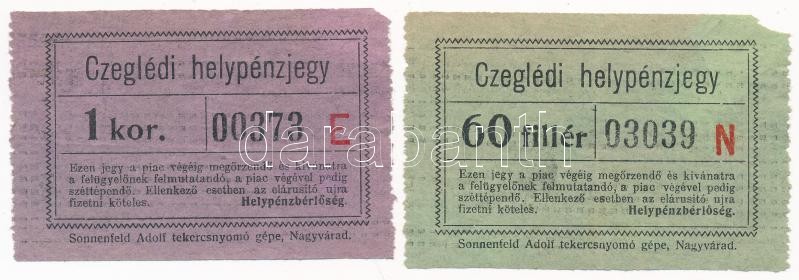 Czeglédi helypénzjegy
1 kor. 00373 E
Ezen jegy a piac végéig megőrzendő és kívánatra
a felügyelőnek felmutatandó, a piac végével pedig
széttépendő. Ellenkező esetben az elárusító ujra
fizetni köteles. Helypénzbérlőség.
Sonnenfeld Adolf tekercsnyomó gépe, Nagyvárad.
Czeglédi helypénzjegy
60 fillér 03039 N
Ezen jegy a piac végéig megőrzendő és kívánatra
a felügyelőnek felmutatandó, a piac végével pedig
széttépendő. Ellenkező esetben az elárusító ujra
fizetni köteles. Helypénzbérlőség.
Sonnenfeld Adolf tekercsnyomó gépe, Nagyvárad.
darabanth